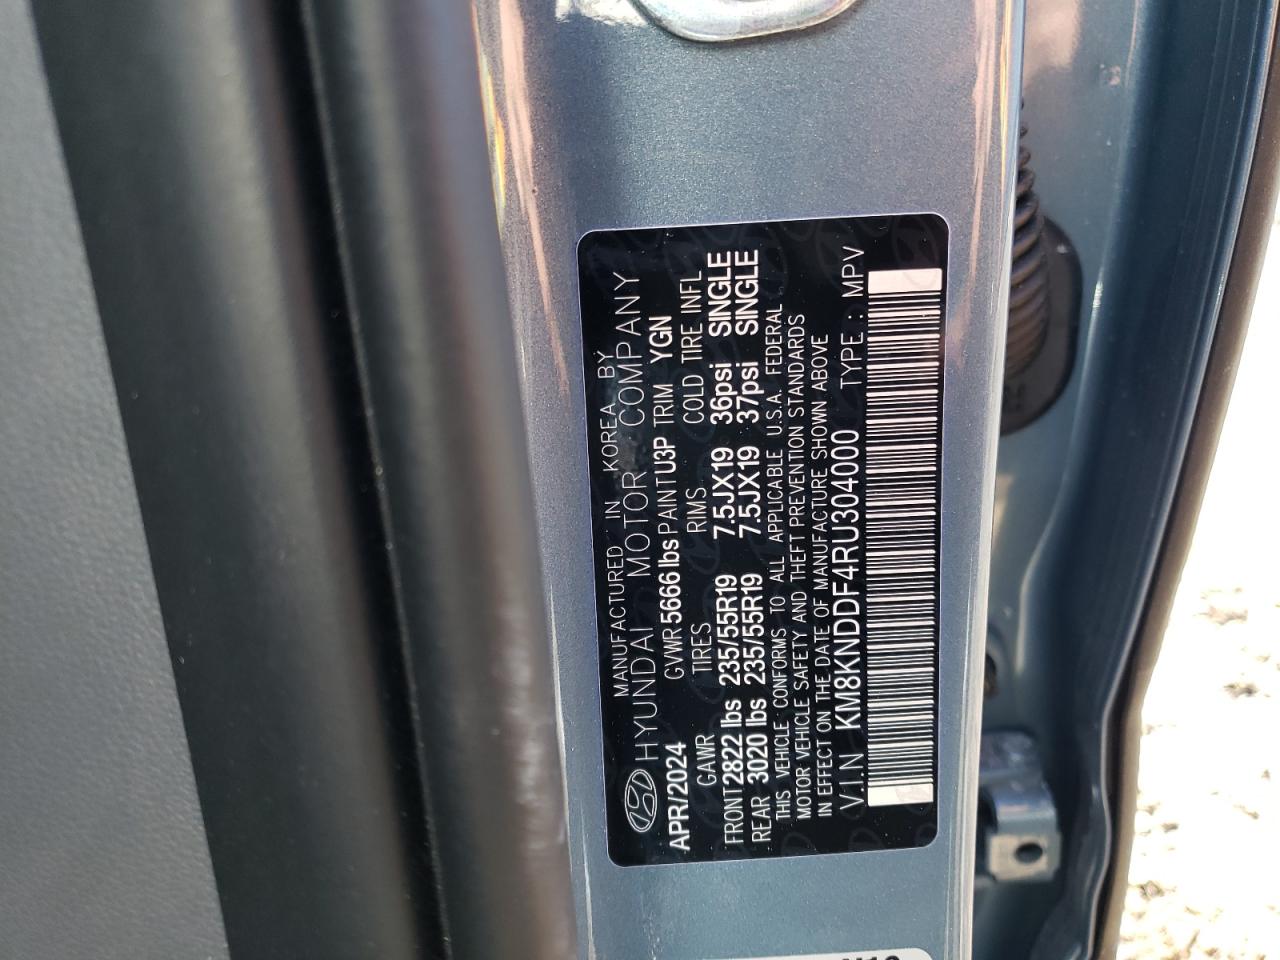 MANUFACTURED IN KOREA BY
HYUNDAI MOTOR COMPANY
APR/2024 GVWR 5666 lbs PAINT U3P TRIM YGN
GAWR TIRES RIMS COLD TIRE INFL
FRONT 2822 lbs 235/55R19 7.5JX19 36psi SINGLE
REAR 3020 lbs 235/55R19 7.5JX19 37psi SINGLE
THIS VEHICLE CONFORMS TO ALL APPLICABLE U.S.A. FEDERAL
MOTOR VEHICLE SAFETY AND THEFT PREVENTION STANDARDS
IN EFFECT ON THE DATE OF MANUFACTURE SHOWN ABOVE
V.I.N KM8KNDDF4RU304000 TYPE : MPV